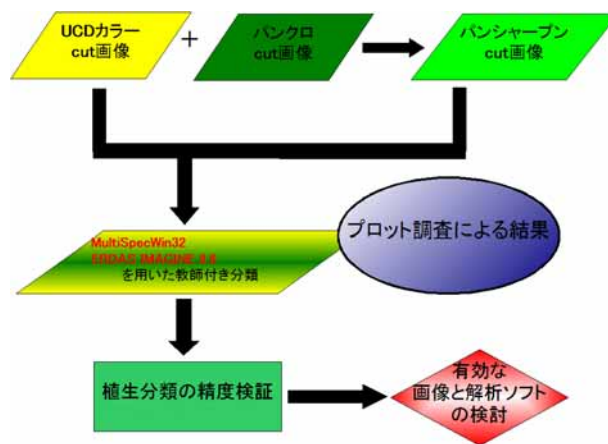 UCDカラー
cut画像
+
パンクロ
cut画像
パンシャープン
cut画像
MultiSpecWin32
ERDAS IMAGINE 8.6
を用いた教師付き分類
プロット調査による結果
植生分類の精度検証
有効な
画像と解析ソフト
の検討